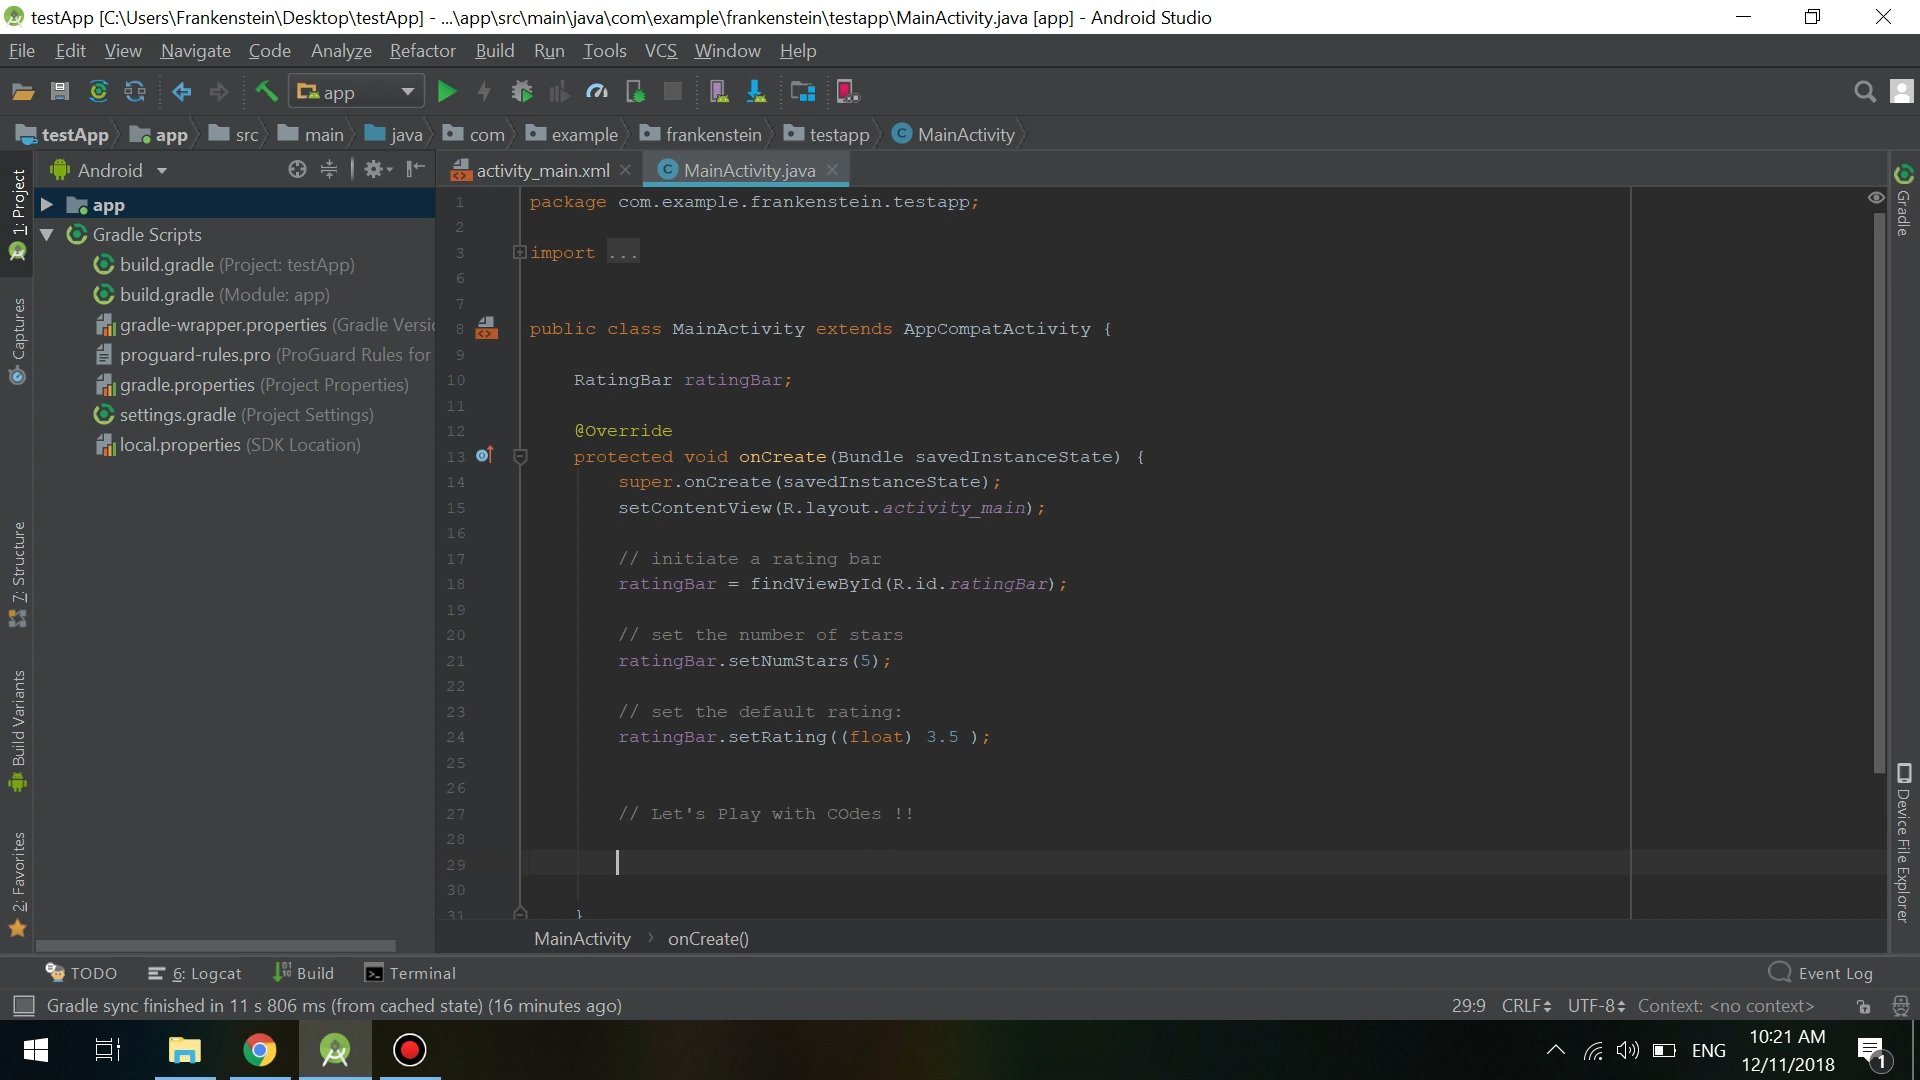 testApp [C:\Users\Frankenstein\Desktop\testApp] - ...\app\src\main\java\com\example\frankenstein\testapp\MainActivity.java [app] - Android Studio
File Edit View Navigate Code Analyze Refactor Build Run Tools VCS Window Help
app
testApp app src main java com example frankenstein testapp MainActivity
Android
activity_main.xml MainActivity.java
1: Project
Captures
7: Structure
Build Variants
2: Favorites
app
Gradle Scripts
build.gradle (Project: testApp)
build.gradle (Module: app)
gradle-wrapper.properties (Gradle Versi
proguard-rules.pro (ProGuard Rules for
gradle.properties (Project Properties)
settings.gradle (Project Settings)
local.properties (SDK Location)
1 package com.example.frankenstein.testapp;
2
3 import ...
6
7
8 public class MainActivity extends AppCompatActivity {
9
10 RatingBar ratingBar;
11
12 @Override
13 protected void onCreate(Bundle savedInstanceState) {
14 super.onCreate(savedInstanceState);
15 setContentView(R.layout.activity_main);
16
17 // initiate a rating bar
18 ratingBar = findViewById(R.id.ratingBar);
19
20 // set the number of stars
21 ratingBar.setNumStars(5);
22
23 // set the default rating:
24 ratingBar.setRating((float) 3.5 );
25
26
27 // Let's Play with COdes !!
28
29
30
31 }
Gradle
Device File Explorer
MainActivity onCreate()
TODO 6: Logcat Build Terminal Event Log
Gradle sync finished in 11 s 806 ms (from cached state) (16 minutes ago) 29:9 CRLF UTF-8 Context: <no context>
ENG 10:21 AM
12/11/2018 1